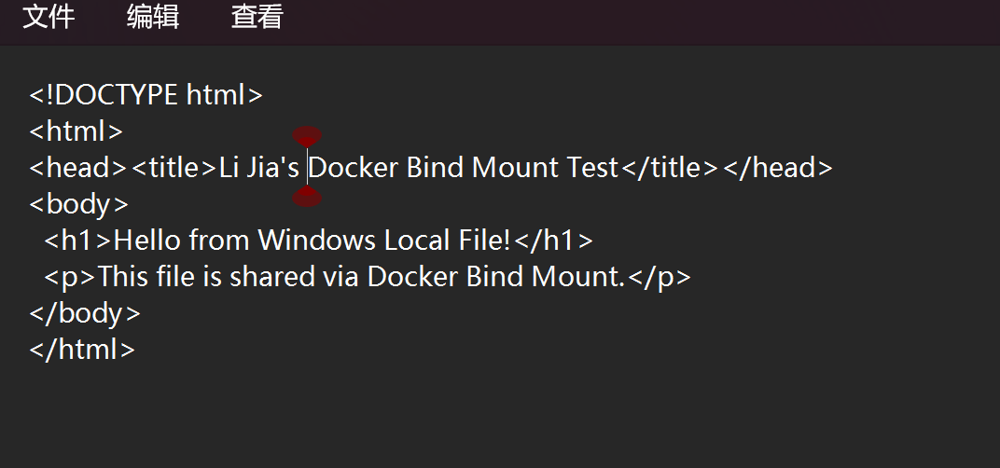 文件 编辑 查看
<!DOCTYPE html>
<html>
<head><title>Li Jia's Docker Bind Mount Test</title></head>
<body>
  <h1>Hello from Windows Local File!</h1>
  <p>This file is shared via Docker Bind Mount.</p>
</body>
</html>